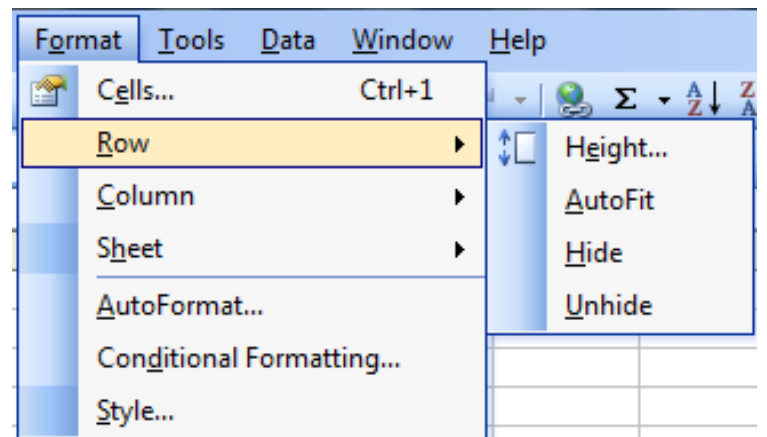 Format Tools Data Window Help
Cells... Ctrl+1
Σ A Z Z A
Row
Height...
Column
AutoFit
Sheet
Hide
AutoFormat...
Unhide
Conditional Formatting...
Style...